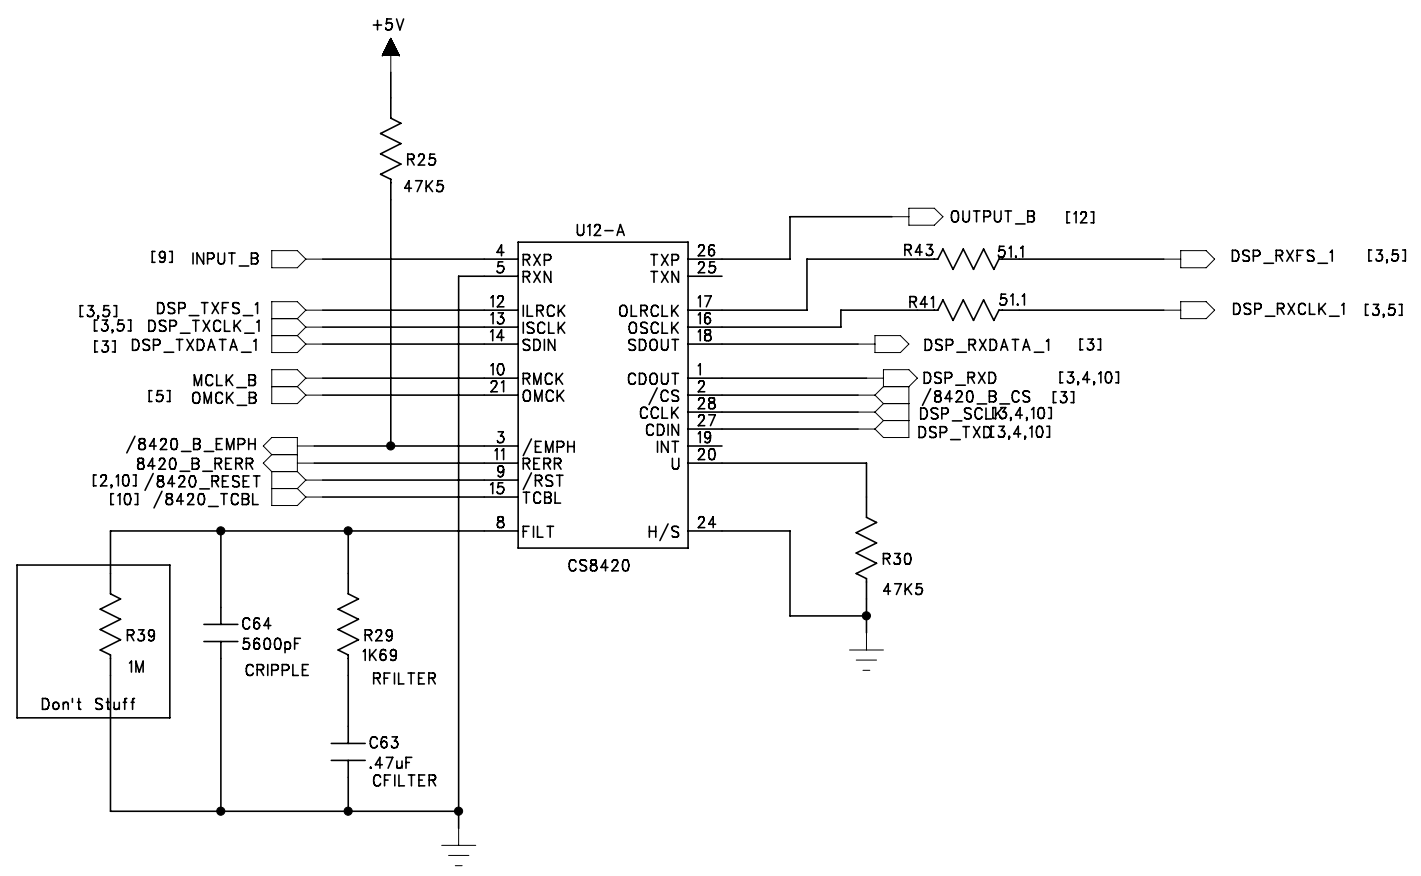 +5V
R25
47K5
U12-A
OUTPUT_B [12]
[9] INPUT_B 4 RXP TXP 26 R43 51.1 DSP_RXFS_1 [3,5]
5 RXN TXN 25
[3,5] DSP_TXFS_1 12 ILRCK OLRCLK 17 R41 51.1 DSP_RXCLK_1 [3,5]
[3,5] DSP_TXCLK_1 13 ISCLK OSCLK 16
[3] DSP_TXDATA_1 14 SDIN SDOUT 18 DSP_RXDATA_1 [3]
MCLK_B 10 RMCK CDOUT 1 DSP_RXD [3,4,10]
[5] OMCK_B 21 OMCK /CS 2 /8420_B_CS [3]
CCLK 28 DSP_SCLK [3,4,10]
CDIN 27 DSP_TXD [3,4,10]
/8420_B_EMPH 3 /EMPH INT 19
8420_B_RERR 11 RERR U 20
[2,10] /8420_RESET 9 /RST
[10] /8420_TCBL 15 TCBL
8 FILT H/S 24
CS8420
R30
47K5
R39
1M
Don't Stuff
C64
5600pF
CRIPPLE
R29
1K69
RFILTER
C63
.47uF
CFILTER